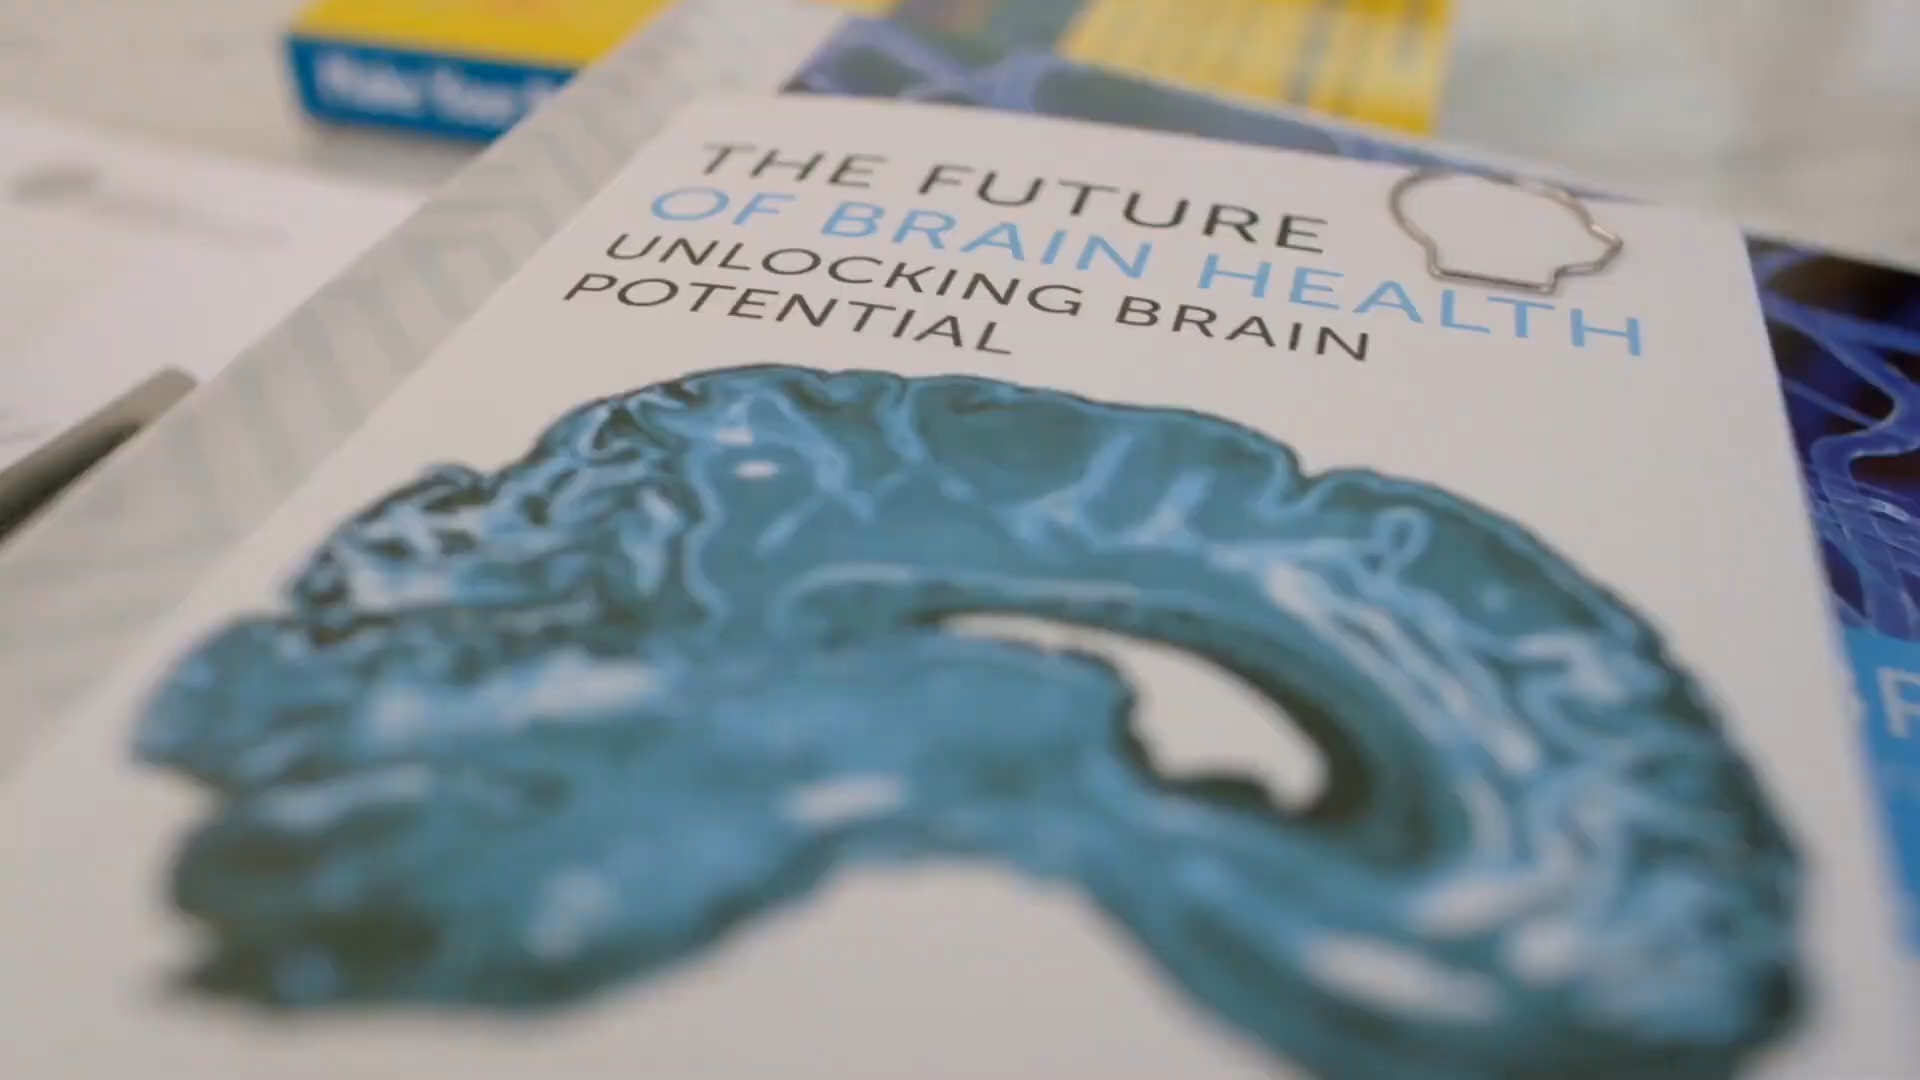 THE FUTURE
OF BRAIN HEALTH
UNLOCKING BRAIN
POTENTIAL